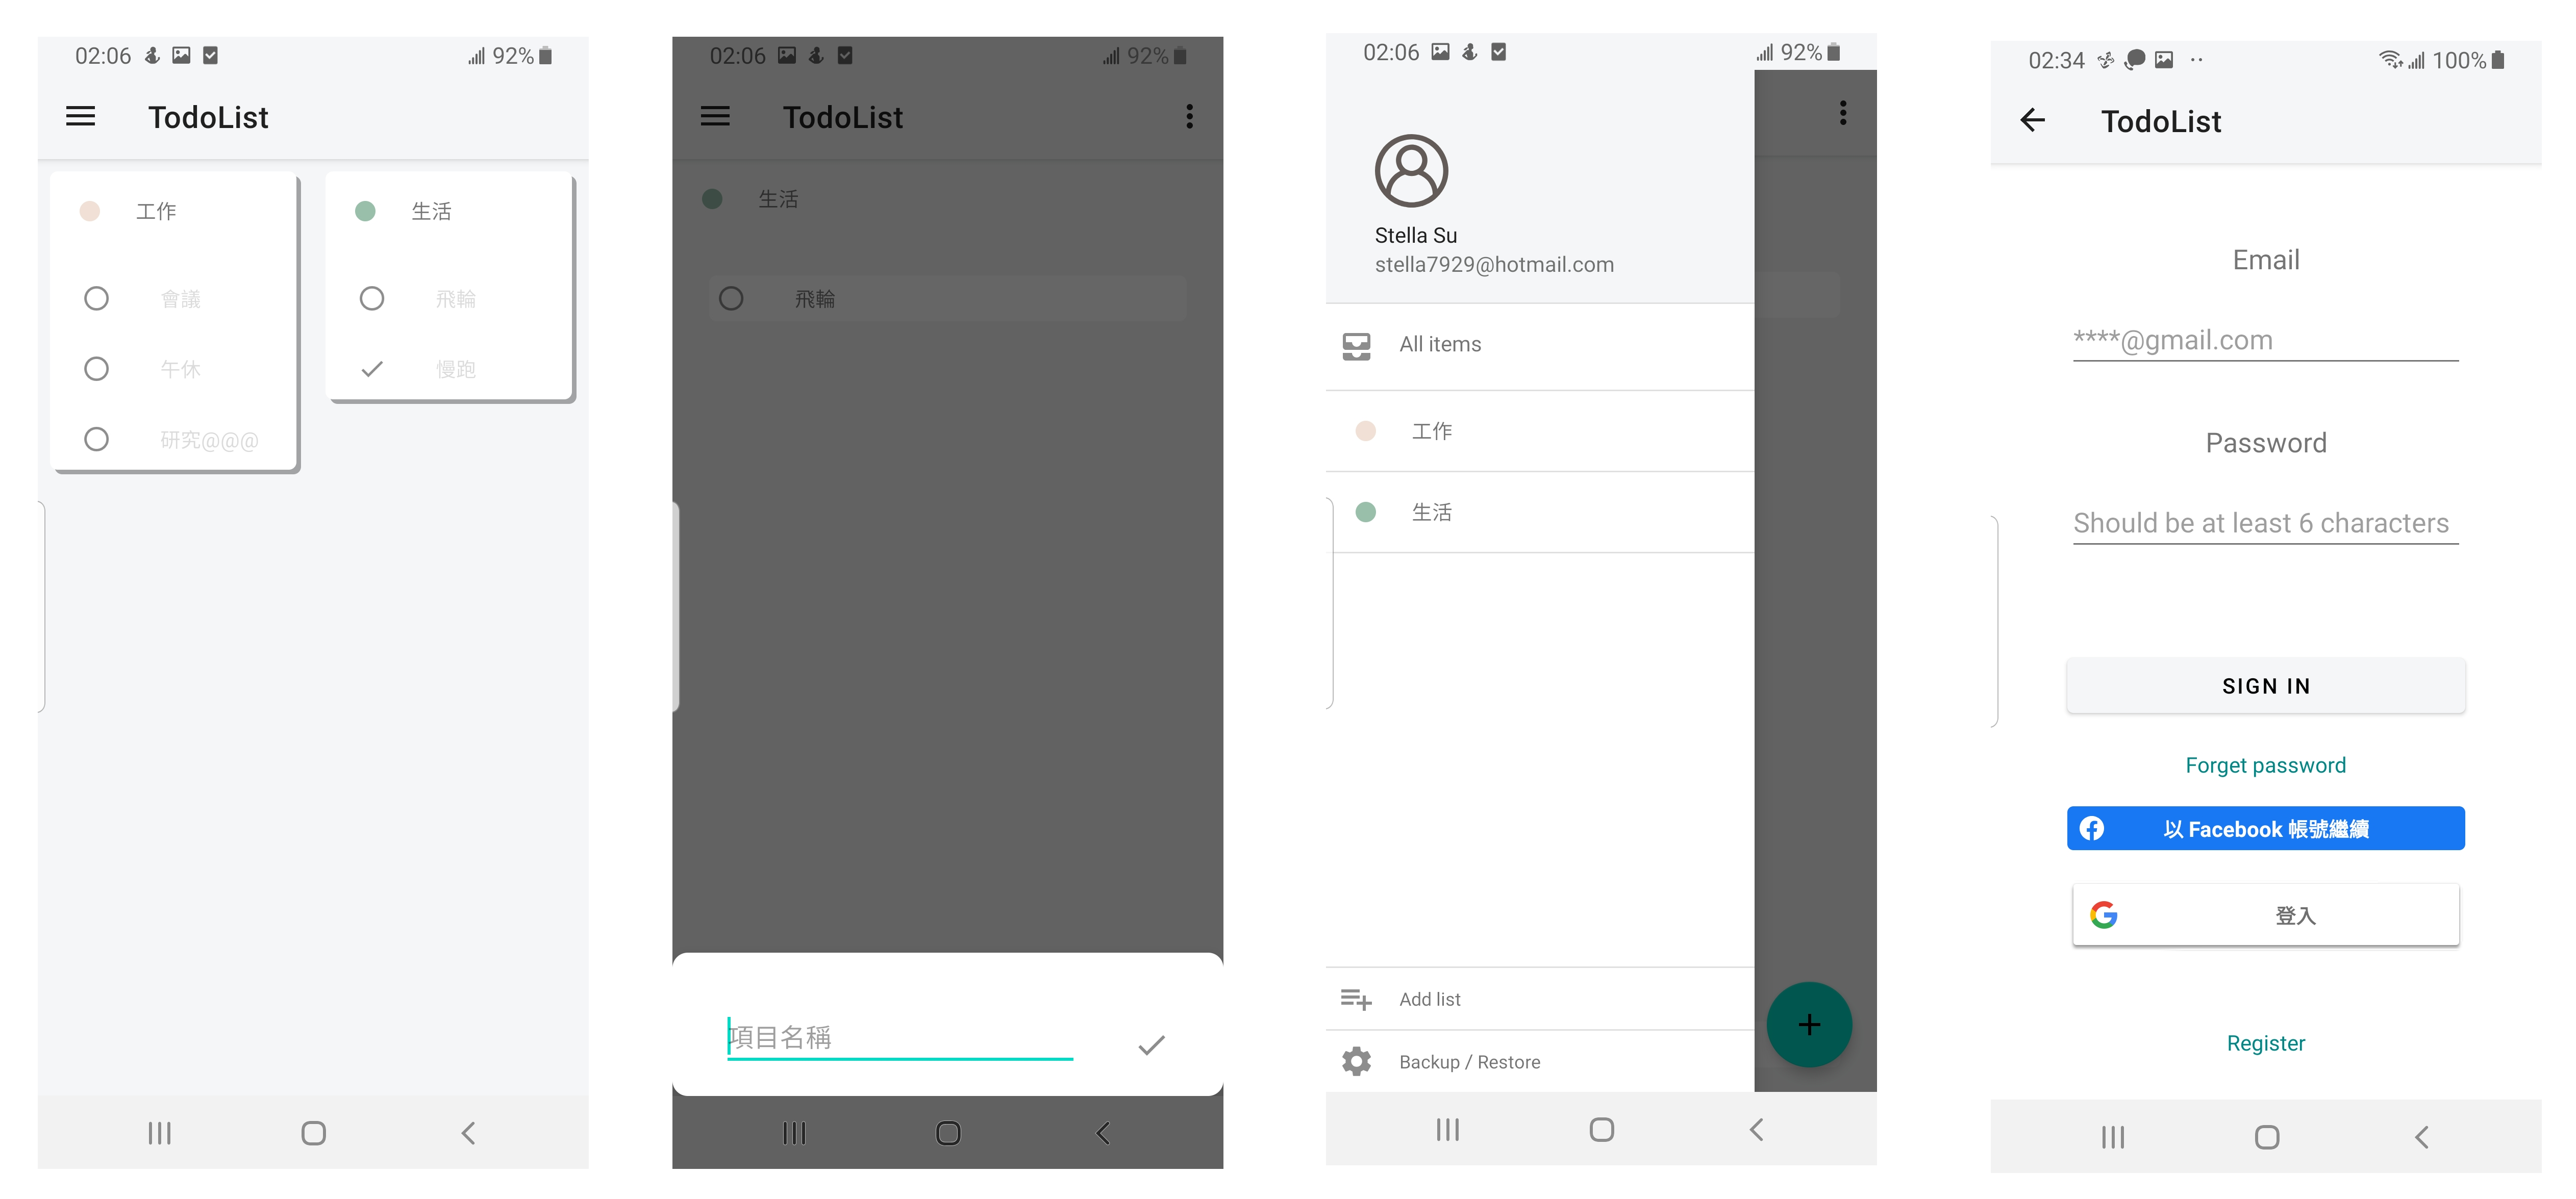 02:06 92%
TodoList
工作
會議
午休
研究@@@
生活
飛輪
慢跑
02:06 92%
TodoList
生活
飛輪
項目名稱
02:06 92%
Stella Su
stella7929@hotmail.com
All items
工作
生活
Add list
Backup / Restore
02:34 100%
TodoList
Email
****@gmail.com
Password
Should be at least 6 characters
SIGN IN
Forget password
以 Facebook 帳號繼續
登入
Register